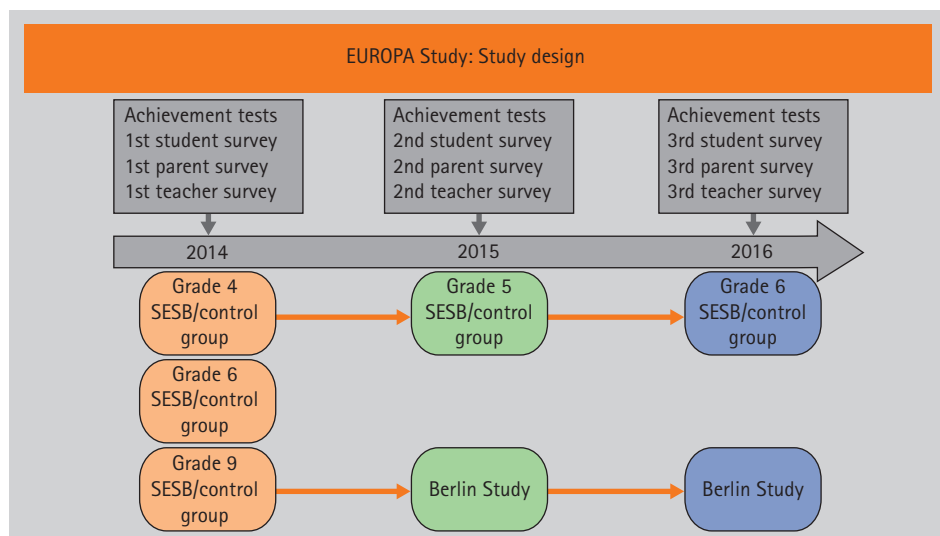 EUROPA Study: Study design
Achievement tests
1st student survey
1st parent survey
1st teacher survey
Achievement tests
2nd student survey
2nd parent survey
2nd teacher survey
Achievement tests
3rd student survey
3rd parent survey
3rd teacher survey
2014
2015
2016
Grade 4
SESB/control
group
Grade 5
SESB/control
group
Grade 6
SESB/control
group
Grade 6
SESB/control
group
Grade 9
SESB/control
group
Berlin Study
Berlin Study